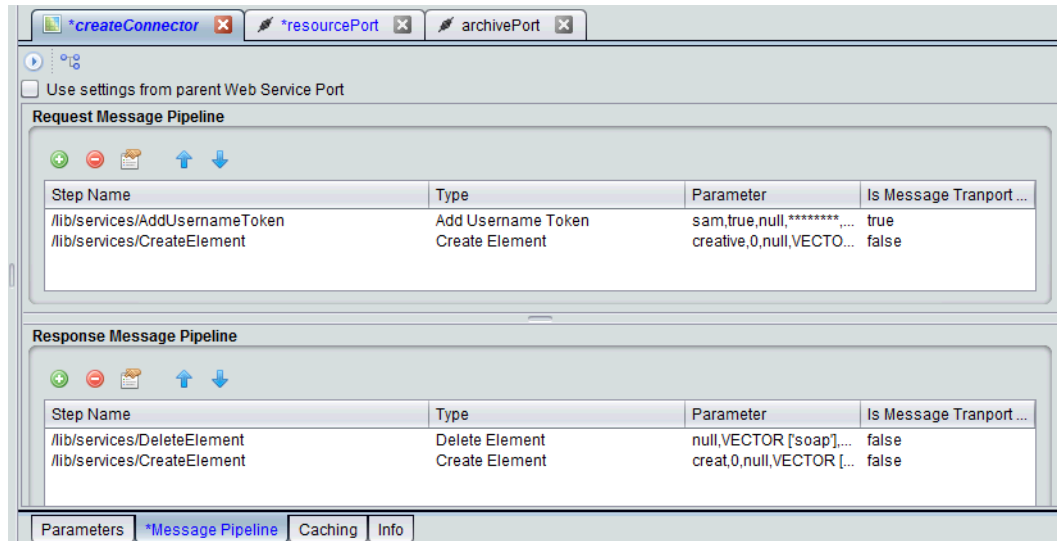 *createConnector *resourcePort archivePort
Use settings from parent Web Service Port
Request Message Pipeline
Step Name Type Parameter Is Message Tranport ...
/lib/services/AddUsernameToken Add Username Token sam,true,null,********,... true
/lib/services/CreateElement Create Element creative,0,null,VECTO... false
Response Message Pipeline
Step Name Type Parameter Is Message Tranport ...
/lib/services/DeleteElement Delete Element null,VECTOR ['soap'],... false
/lib/services/CreateElement Create Element creat,0,null,VECTOR [... false
Parameters *Message Pipeline Caching Info